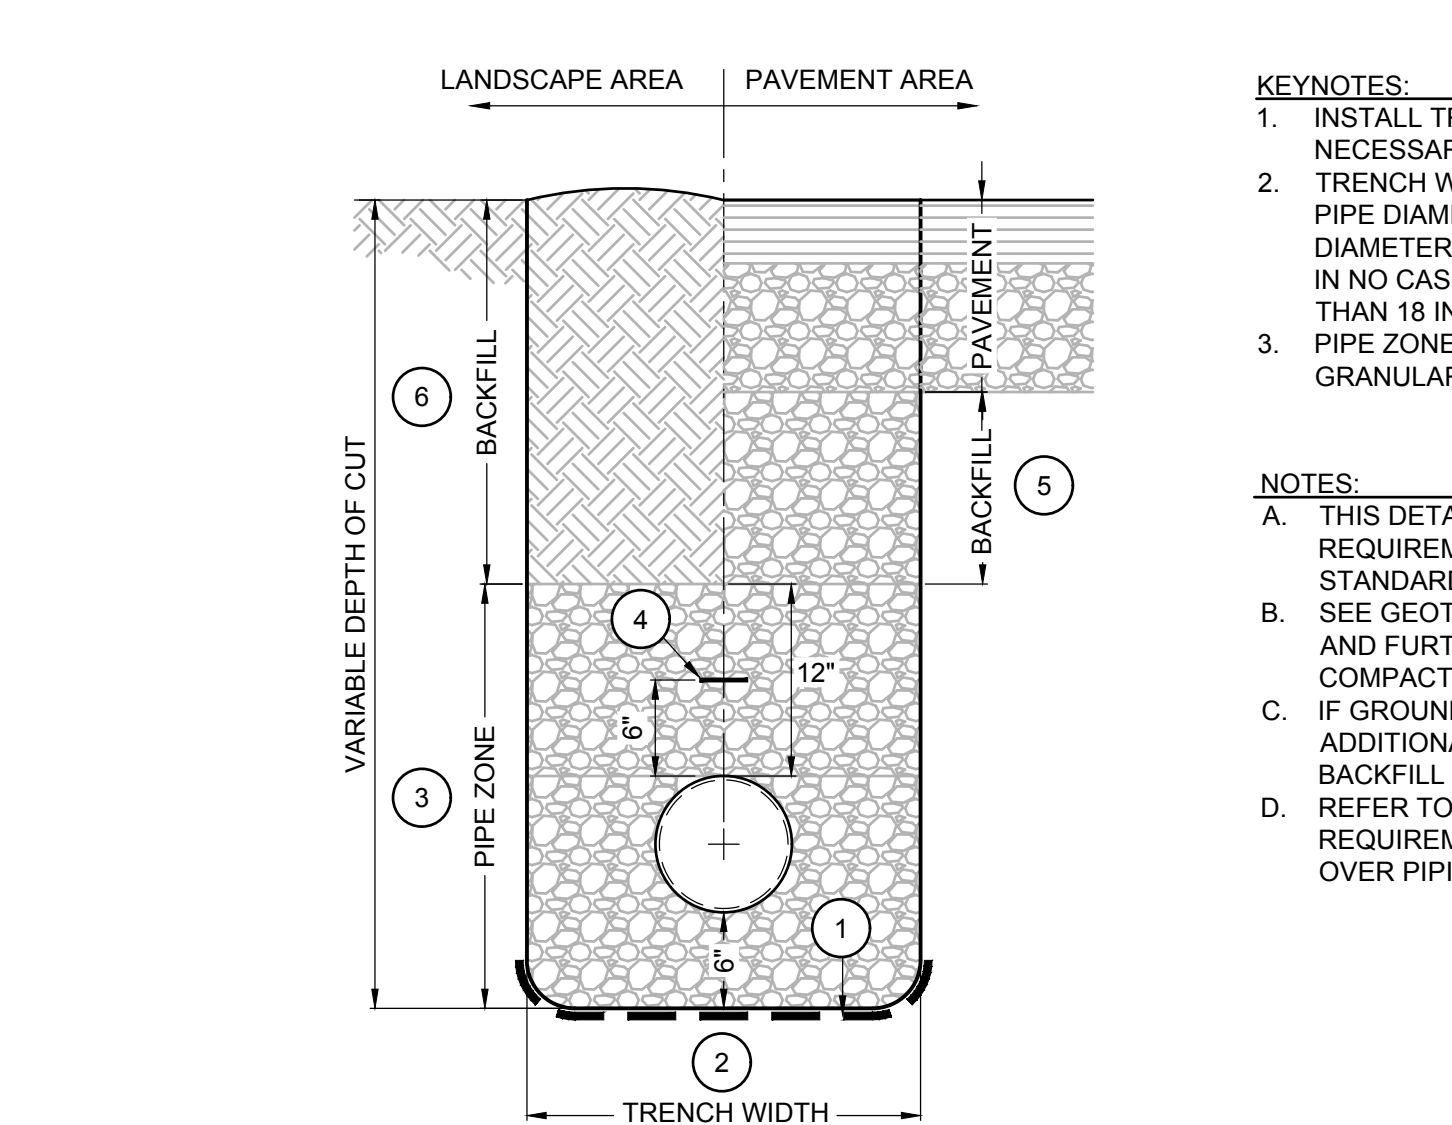 LANDSCAPE AREA
PAVEMENT AREA
PAVEMENT
BACKFILL
6
BACKFILL
5
VARIABLE DEPTH OF CUT
4
12"
6"
PIPE ZONE
3
1
6"
2
TRENCH WIDTH
KEYNOTES:
1. INSTALL
NECESSAR
2. TRENCH W
PIPE DIAM
DIAMETER
IN NO CAS
THAN 18 IN
3. PIPE ZONE
GRANULAR
NOTES:
A. THIS DETA
REQUIREM
STANDARD
B. SEE GEOT
AND FURT
COMPACT
C. IF GROUN
ADDITIONA
BACKFILL
D. REFER TO
REQUIREM
OVER PIPI